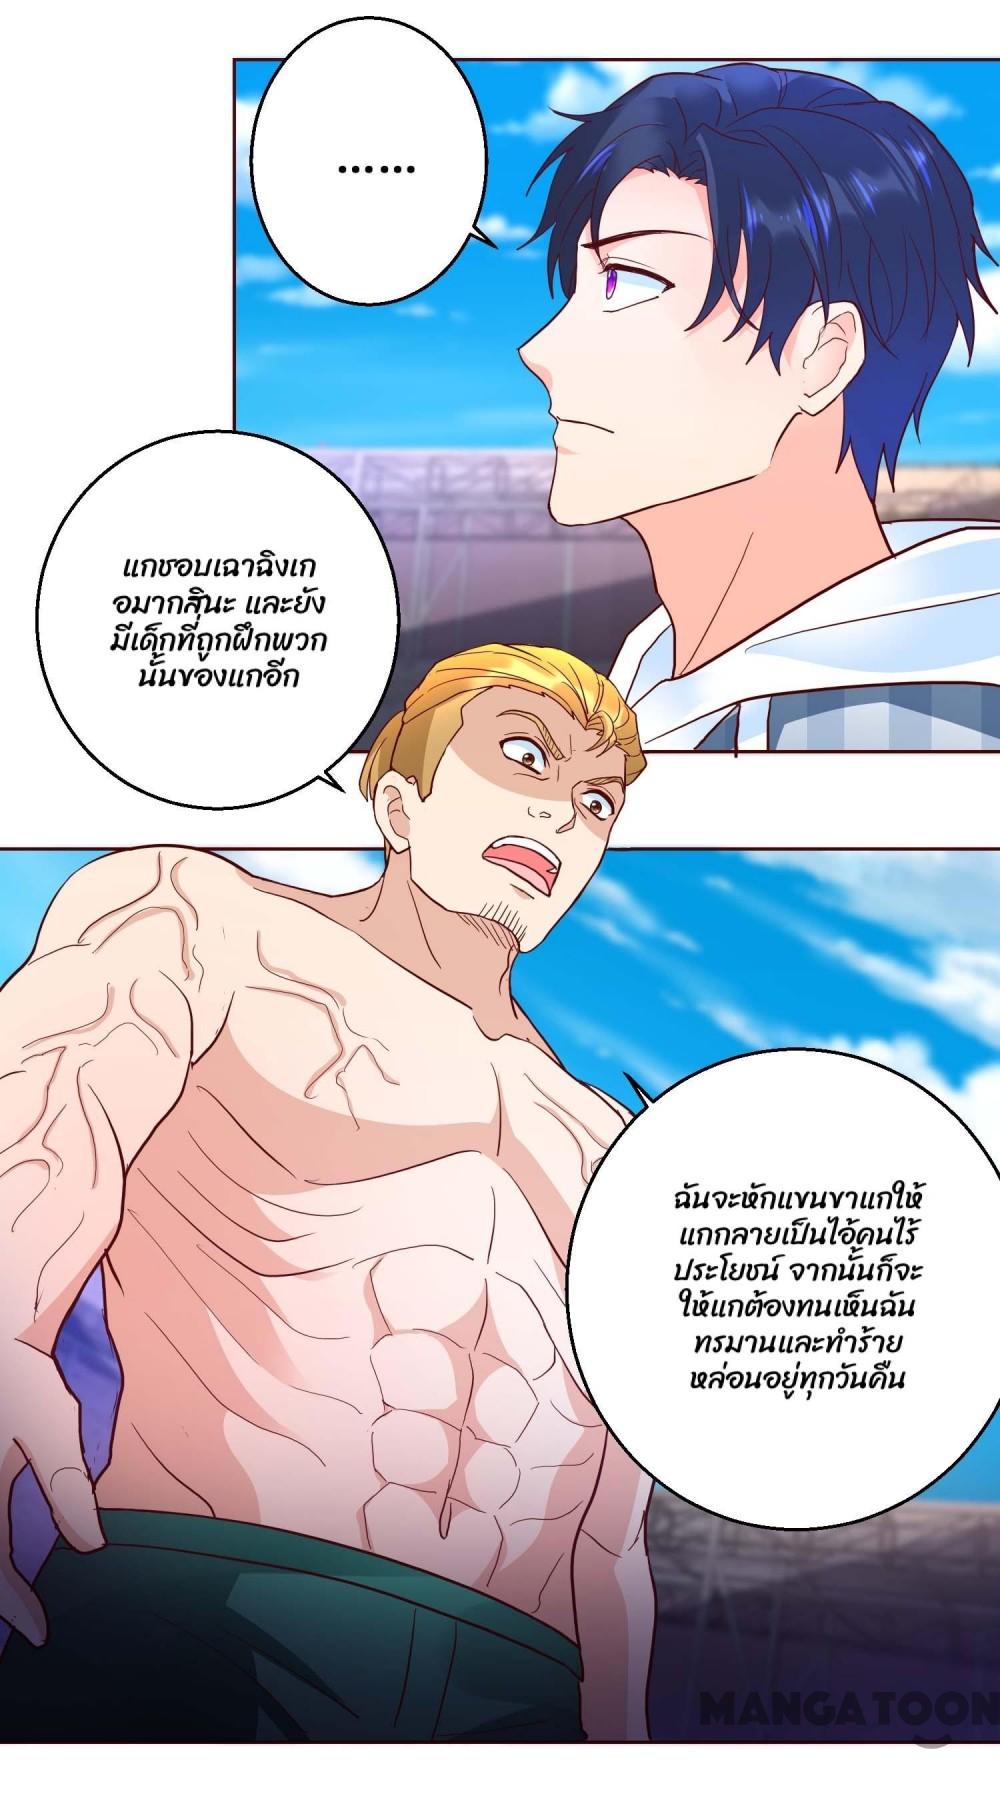 ......
แกชอบเฉาฉิงเก
อมากสินะ และยัง
มีเด็กที่ถูกฝึกพวก
นั้นของแกอีก
ฉันจะหักแขนขาแกให้
แกกลายเป็นไอ้คนไร้
ประโยชน์ จากนั้นก็จะ
ให้แกต้องทนเห็นฉัน
ทรมานและทำร้าย
หล่อนอยู่ทุกวันคืน
MANGATOON